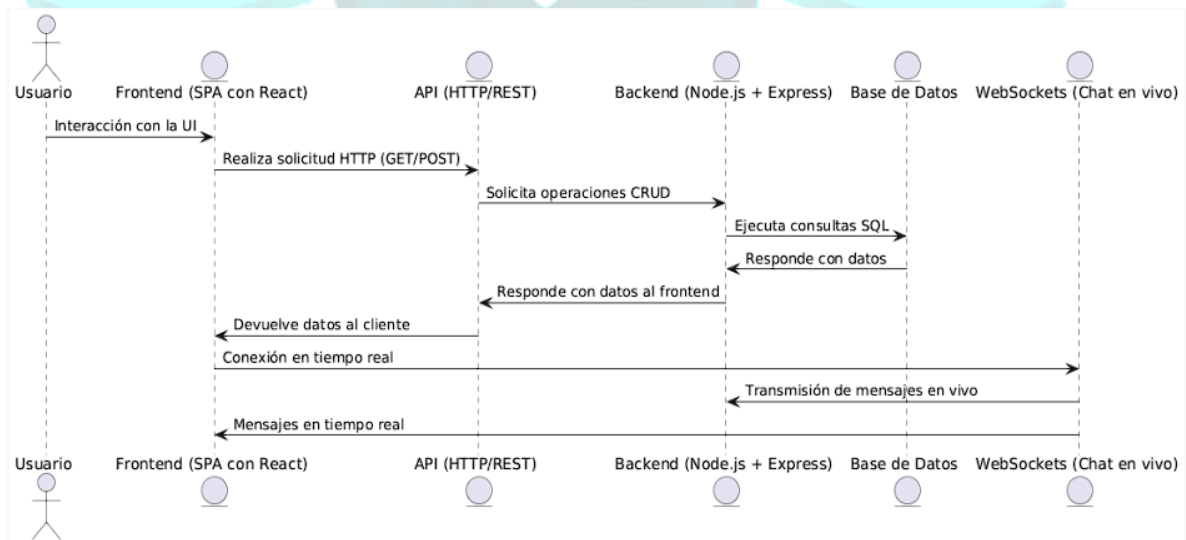 Usuario Frontend (SPA con React) API (HTTP/REST) Backend (Node.js + Express) Base de Datos WebSockets (Chat en vivo)
Interacción con la UI
Realiza solicitud HTTP (GET/POST)
Solicita operaciones CRUD
Ejecuta consultas SQL
Responde con datos
Responde con datos al frontend
Devuelve datos al cliente
Conexión en tiempo real
Transmisión de mensajes en vivo
Mensajes en tiempo real
Usuario Frontend (SPA con React) API (HTTP/REST) Backend (Node.js + Express) Base de Datos WebSockets (Chat en vivo)